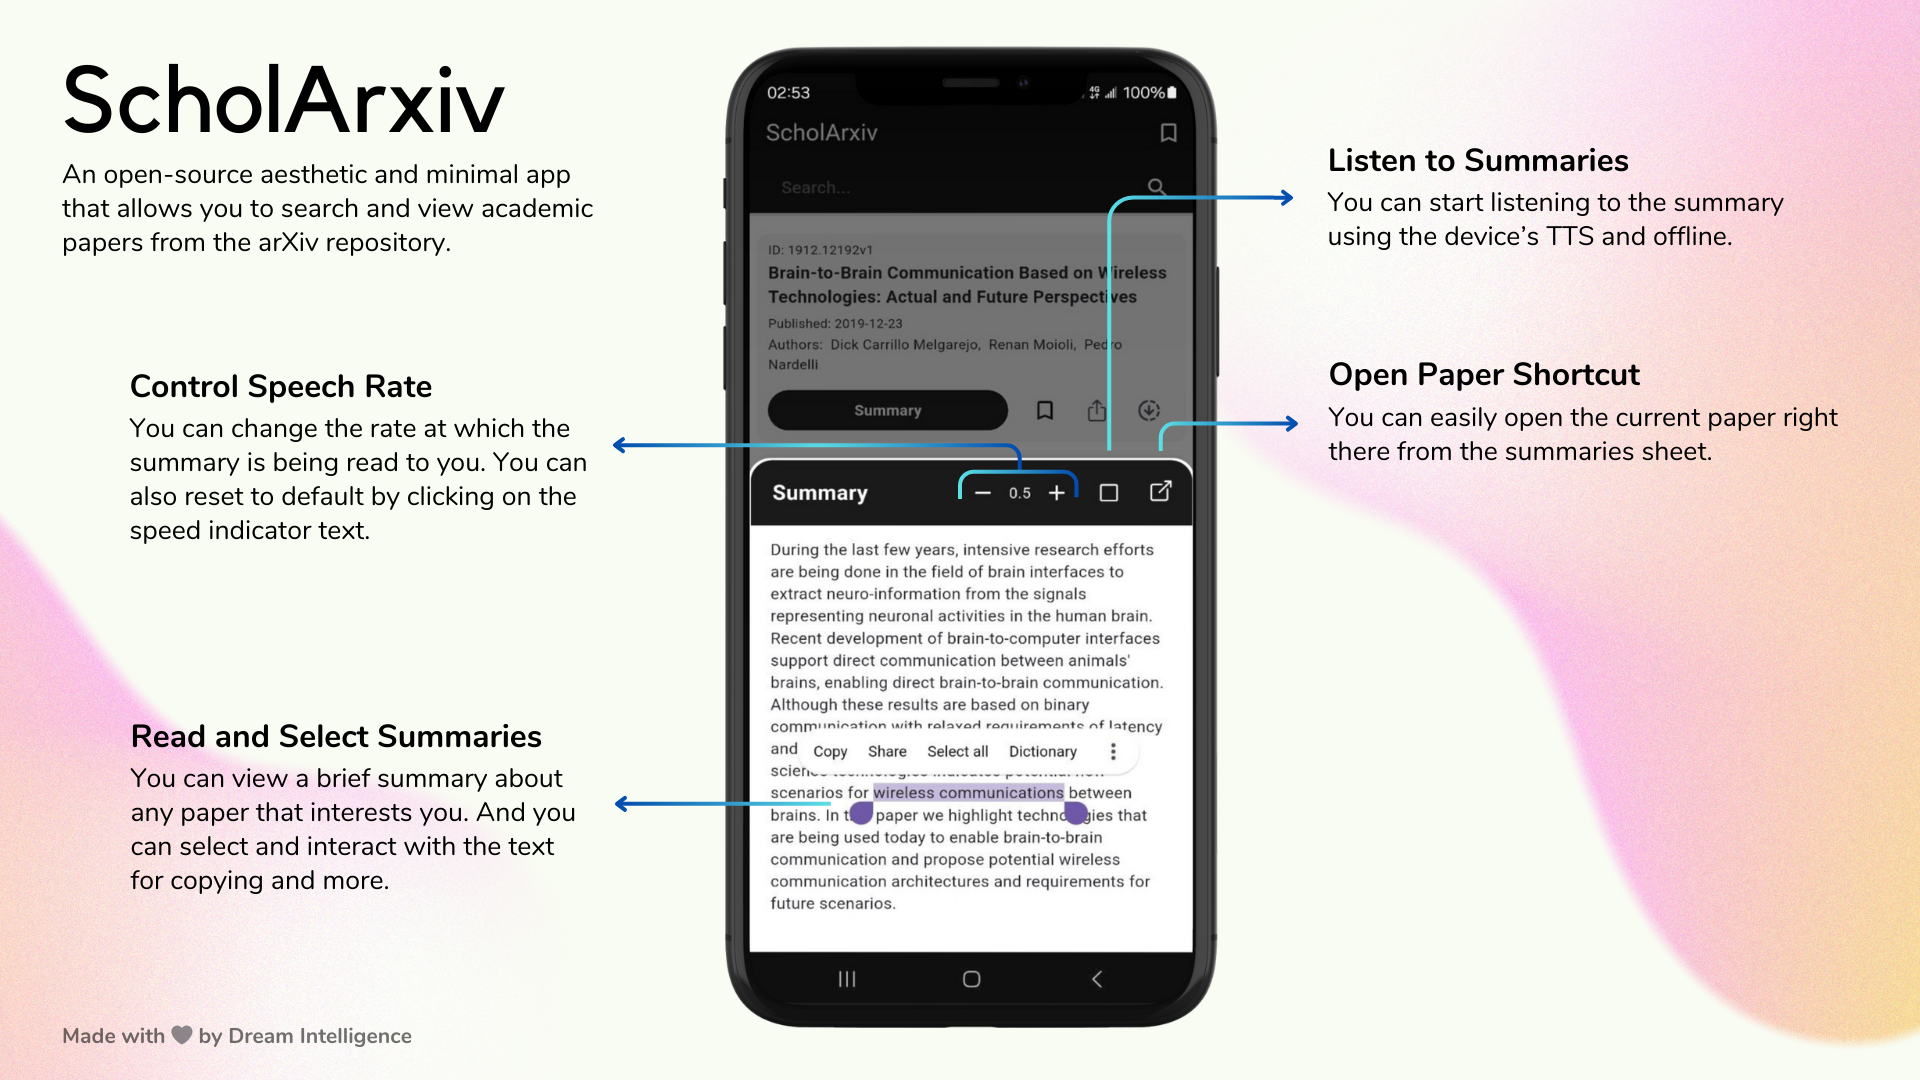 ScholArxiv
An open-source aesthetic and minimal app
that allows you to search and view academic
papers from the arXiv repository.
Control Speech Rate
You can change the rate at which the
summary is being read to you. You can
also reset to default by clicking on the
speed indicator text.
Read and Select Summaries
You can view a brief summary about
any paper that interests you. And you
can select and interact with the text
for copying and more.
Made with by Dream Intelligence
02:53
4G 100%
ScholArxiv
Search...
ID: 1912.12192v1
Brain-to-Brain Communication Based on Wireless
Technologies: Actual and Future Perspectives
Published: 2019-12-23
Authors: Dick Carrillo Melgarejo, Renan Moioli, Pedro
Nardelli
Summary
Summary
0.5
During the last few years, intensive research efforts
are being done in the field of brain interfaces to
extract neuro-information from the signals
representing neuronal activities in the human brain.
Recent development of brain-to-computer interfaces
support direct communication between animals'
brains, enabling direct brain-to-brain communication.
Although these results are based on binary
communication with relaxed requirements of latency
and
Copy Share Select all Dictionary
scenarios for wireless communications between
brains. In paper we highlight technologies that
are being used today to enable brain-to-brain
communication and propose potential wireless
communication architectures and requirements for
future scenarios.
Listen to Summaries
You can start listening to the summary
using the device’s TTS and offline.
Open Paper Shortcut
You can easily open the current paper right
there from the summaries sheet.